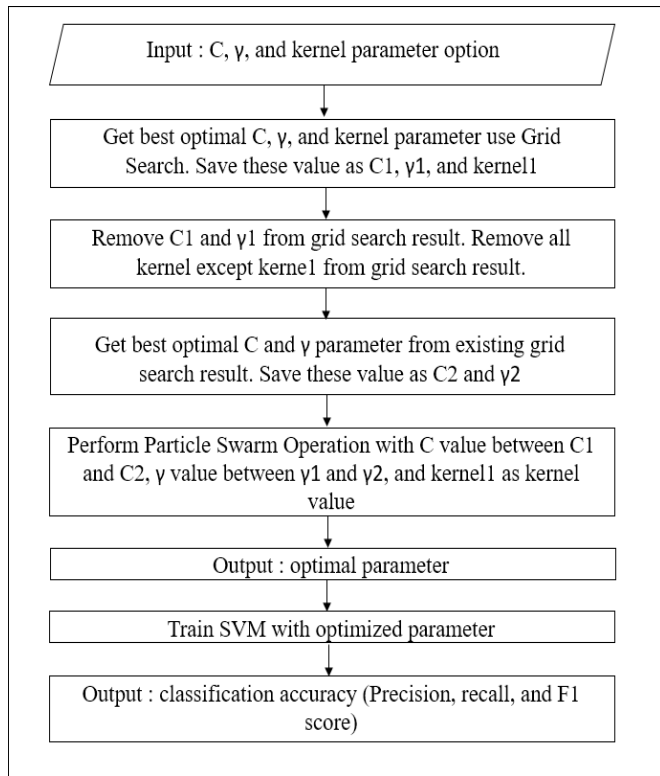 Input : C, γ, and kernel parameter option
Get best optimal C, γ, and kernel parameter use Grid
Search. Save these value as C1, γ1, and kernel1
Remove C1 and γ1 from grid search result. Remove all
kernel except kerne1 from grid search result.
Get best optimal C and γ parameter from existing grid
search result. Save these value as C2 and γ2
Perform Particle Swarm Operation with C value between C1
and C2, γ value between γ1 and γ2, and kernel1 as kernel
value
Output : optimal parameter
Train SVM with optimized parameter
Output : classification accuracy (Precision, recall, and F1
score)